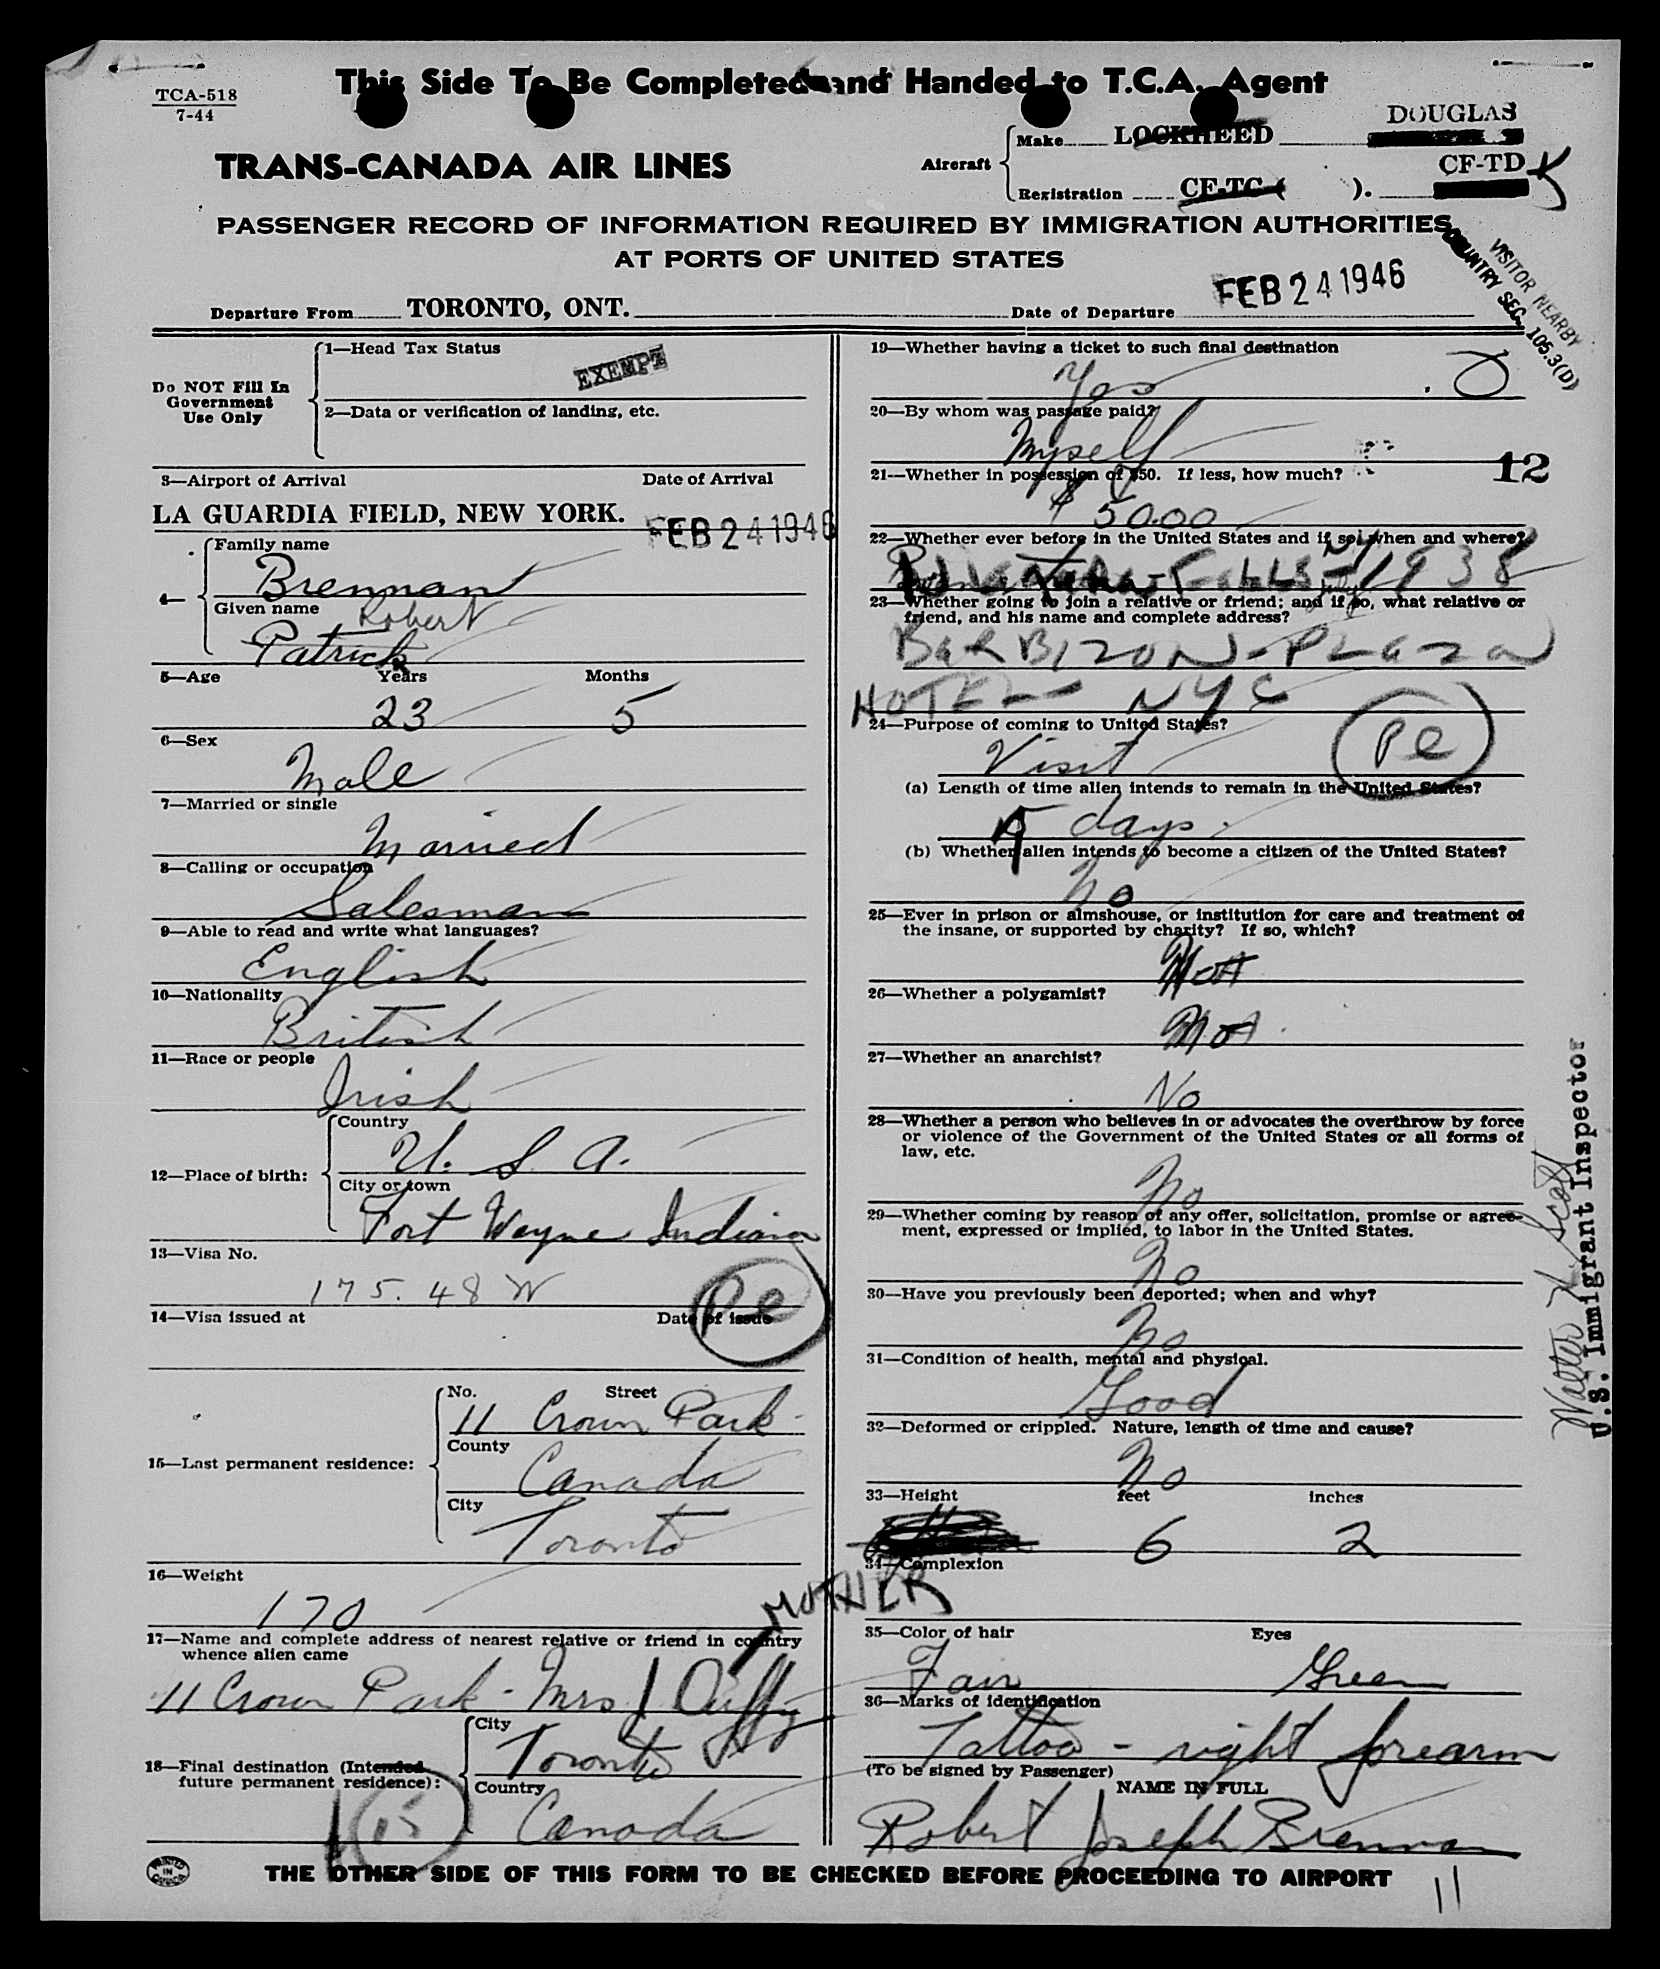 This Side To Be Completed and Handed to T.C.A. Agent
TCA-518
7-44
DOUGLAS
Make LOCKHEED
TRANS-CANADA AIR LINES
Aircraft
CF-TD K
Registration CF-TC ( ).
PASSENGER RECORD OF INFORMATION REQUIRED BY IMMIGRATION AUTHORITIES
AT PORTS OF UNITED STATES
VISITOR NEARBY
COUNTRY SEC. 105.3(D)
Departure From TORONTO, ONT. Date of Departure FEB 24 1946
Do NOT Fill In
Government
Use Only
1—Head Tax Status
EXEMPT
2—Data or verification of landing, etc.
3—Airport of Arrival Date of Arrival
LA GUARDIA FIELD, NEW YORK. FEB 24 1946
4—
Family name
Brennan
Given name Robert
Patrick
5—Age Years Months
23 5
6—Sex
Male
7—Married or single
Married
8—Calling or occupation
Salesman
9—Able to read and write what languages?
English
10—Nationality
British
11—Race or people
Irish
12—Place of birth:
Country
U. S. A.
City or town
Fort Wayne Indiana
13—Visa No.
175. 48 W
14—Visa issued at Date of issue
Pe
15—Last permanent residence:
No. Street
11 Crown Park
County
Canada
City
Toronto
16—Weight
170
MOTHER
17—Name and complete address of nearest relative or friend in country
whence alien came
11 Crown Park - Mrs J Duffy
18—Final destination (Intended
future permanent residence):
City
Toronto
Country
Canada
19—Whether having a ticket to such final destination
Yes
20—By whom was passage paid?
Myself
21—Whether in possession of $50. If less, how much?
12
$50.00
22—Whether ever before in the United States and if so, when and where?
1938
23—Whether going to join a relative or friend; and if so, what relative or
friend, and his name and complete address?
BARBIZON-PLAZA
HOTEL NYC
24—Purpose of coming to United States?
Visit
Pe
(a) Length of time alien intends to remain in the United States?
days.
(b) Whether alien intends to become a citizen of the United States?
No
25—Ever in prison or almshouse, or institution for care and treatment of
the insane, or supported by charity? If so, which?
26—Whether a polygamist?
27—Whether an anarchist?
No
28—Whether a person who believes in or advocates the overthrow by force
or violence of the Government of the United States or all forms of
law, etc.
No
29—Whether coming by reason of any offer, solicitation, promise or agree-
ment, expressed or implied, to labor in the United States.
No
30—Have you previously been deported; when and why?
No
31—Condition of health, mental and physical.
Good
32—Deformed or crippled. Nature, length of time and cause?
No
33—Height feet inches
6 2
34—Complexion
35—Color of hair Eyes
Fair Green
36—Marks of identification
Tattoo - right forearm
(To be signed by Passenger)
NAME IN FULL
Robert Joseph Brennan
Walter Scott
U.S. Immigrant Inspector
PRINTED IN CANADA
THE OTHER SIDE OF THIS FORM TO BE CHECKED BEFORE PROCEEDING TO AIRPORT
11